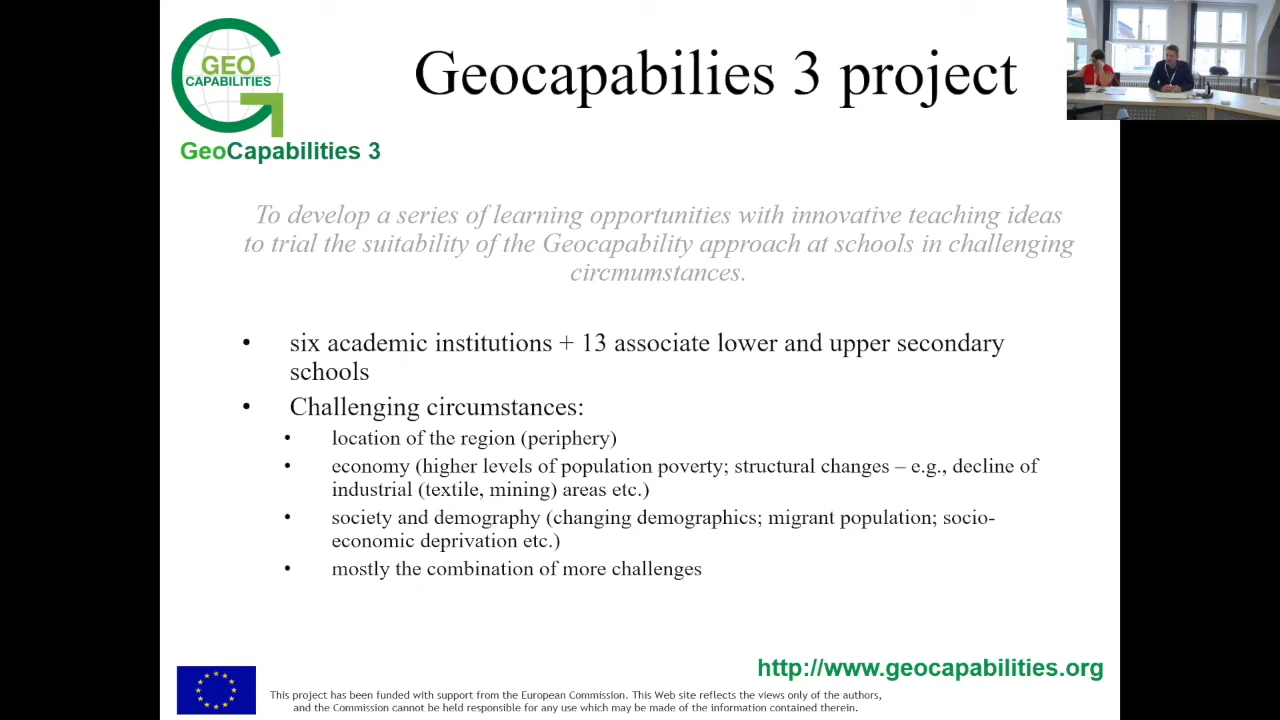 GEO
CAPABILITIES
GeoCapabilities 3
Geocapabilies 3 project
To develop a series of learning opportunities with innovative teaching ideas
to trial the suitability of the Geocapability approach at schools in challenging
circmumstances.
• six academic institutions + 13 associate lower and upper secondary
schools
• Challenging circumstances:
• location of the region (periphery)
• economy (higher levels of population poverty; structural changes – e.g., decline of
industrial (textile, mining) areas etc.)
• society and demography (changing demographics; migrant population; socio-
economic deprivation etc.)
• mostly the combination of more challenges
http://www.geocapabilities.org
This project has been funded with support from the European Commission. This Web site reflects the views only of the authors,
and the Commission cannot be held responsible for any use which may be made of the information contained therein.